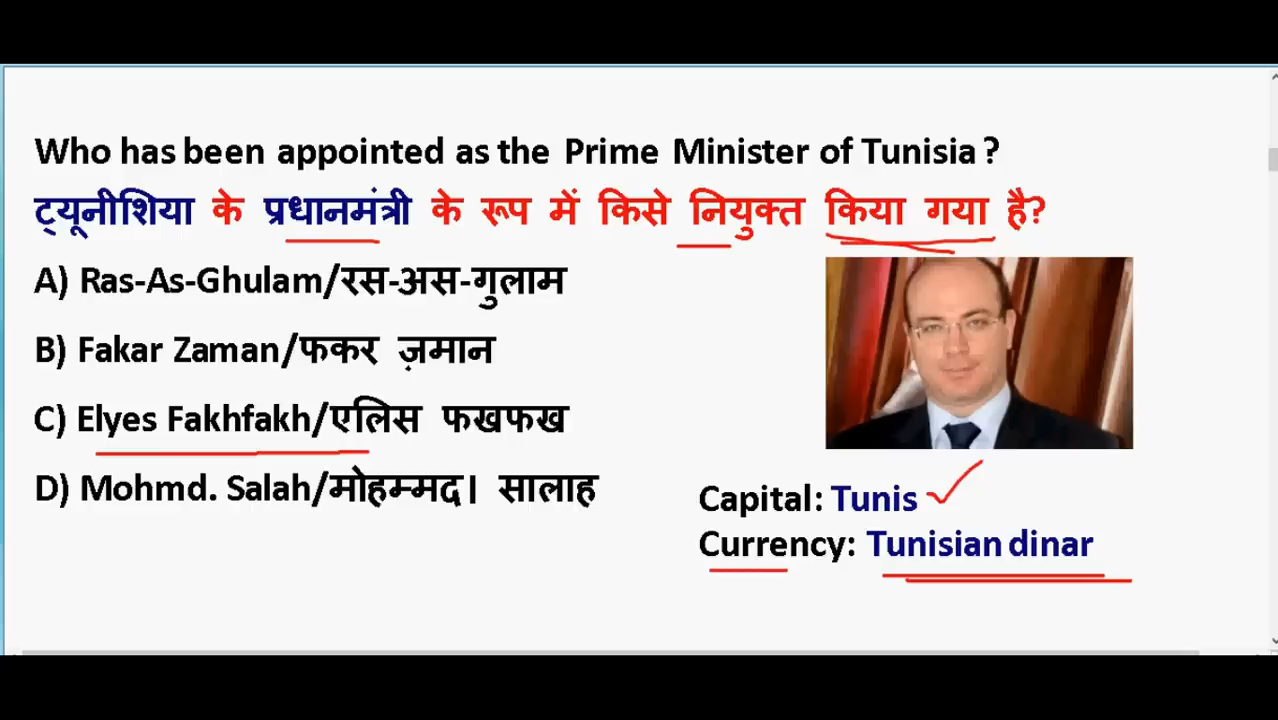 Who has been appointed as the Prime Minister of Tunisia ?
ट्यूनीशिया के प्रधानमंत्री के रूप में किसे नियुक्त किया गया है?
A) Ras-As-Ghulam/रस-अस-गुलाम
B) Fakar Zaman/फकर ज़मान
C) Elyes Fakhfakh/एलिस फखफख
D) Mohmd. Salah/मोहम्मद। सालाह
Capital: Tunis
Currency: Tunisian dinar